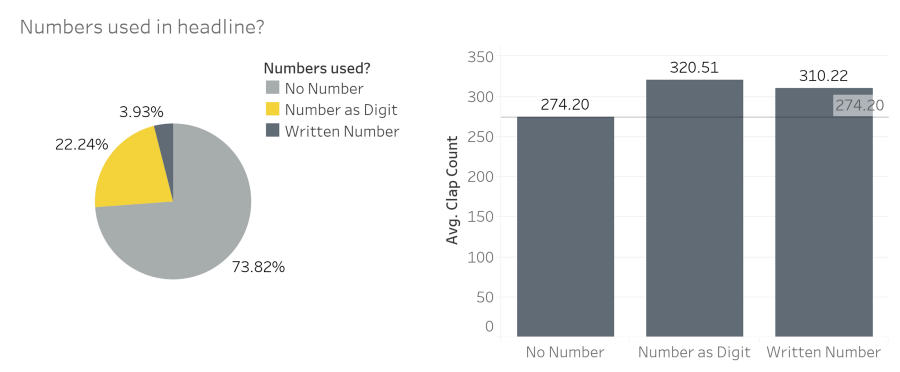 Numbers used in headline?
Numbers used?
No Number
Number as Digit
Written Number
3.93%
22.24%
73.82%
Avg. Clap Count
350
300
250
200
150
100
50
0
274.20
320.51
310.22
274.20
No Number
Number as Digit
Written Number